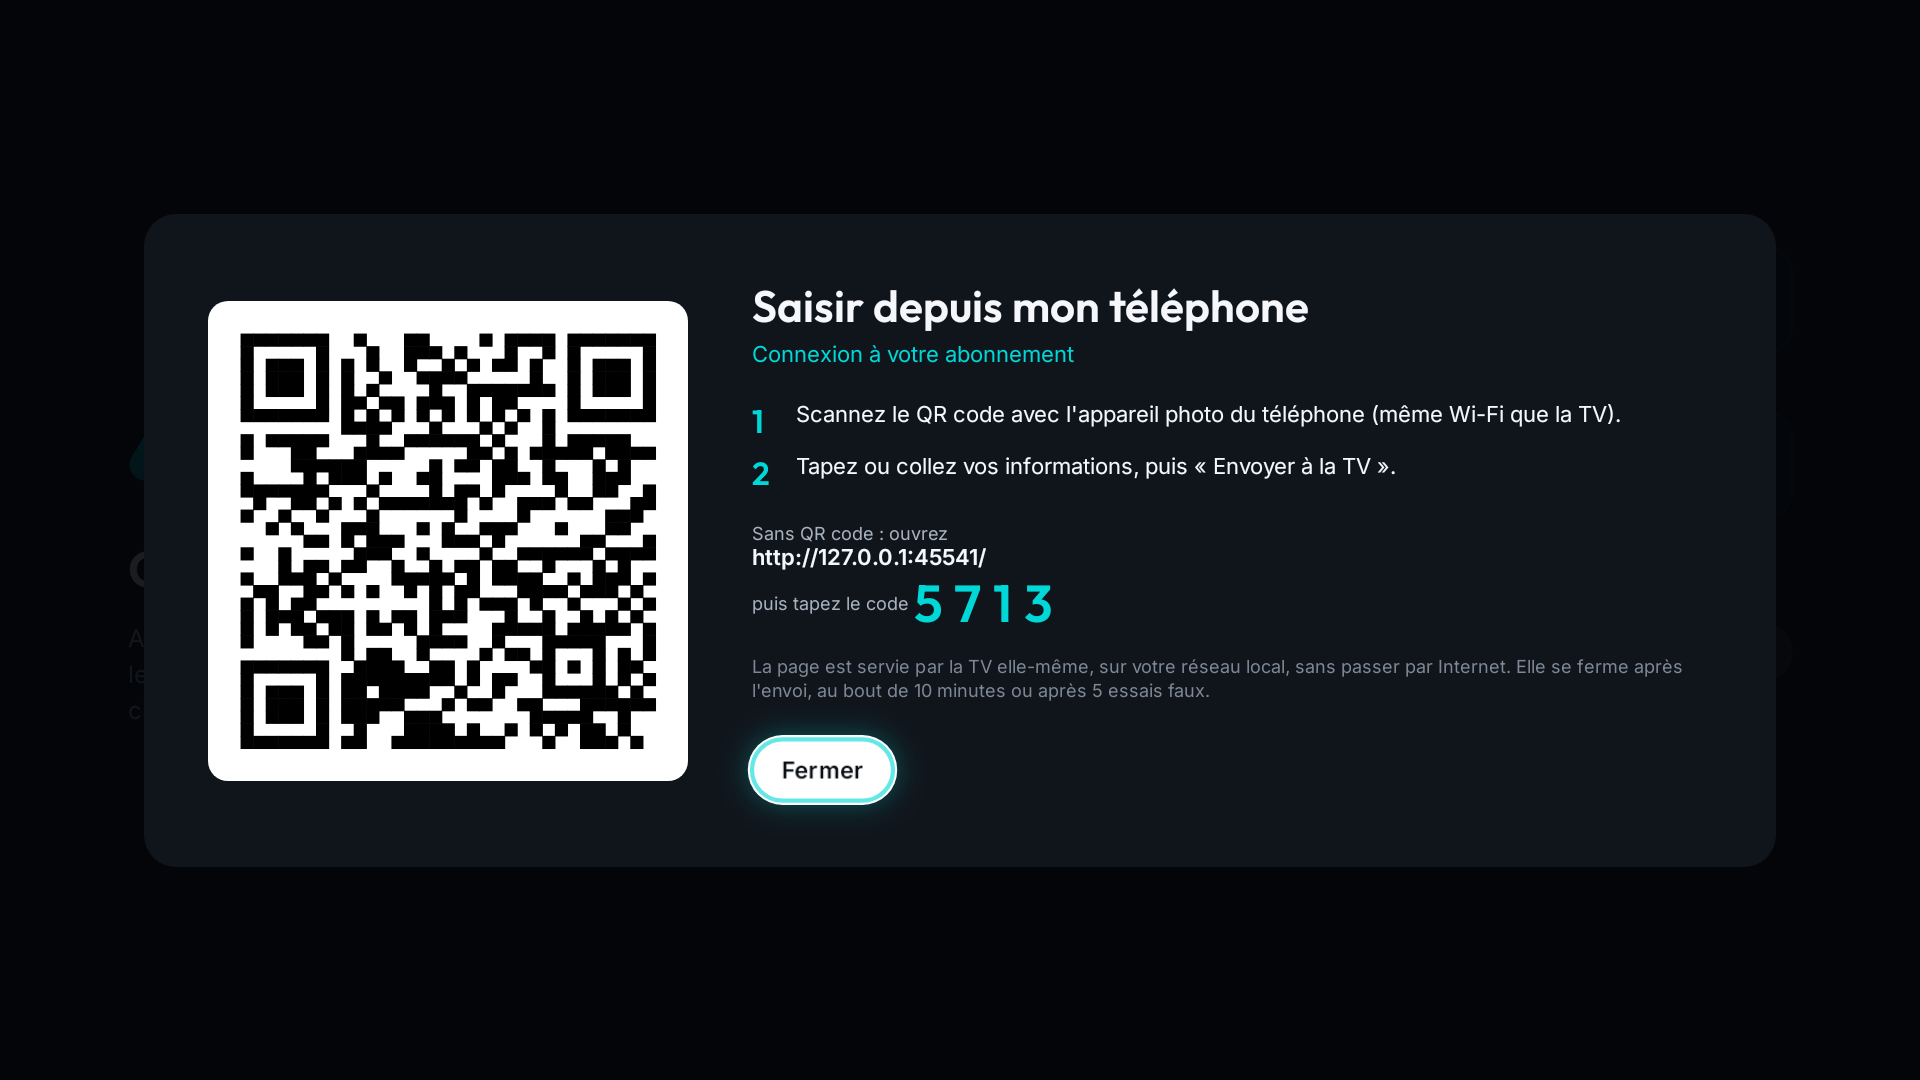 Saisir depuis mon téléphone
Connexion à votre abonnement
1 Scannez le QR code avec l'appareil photo du téléphone (même Wi-Fi que la TV).
2 Tapez ou collez vos informations, puis « Envoyer à la TV ».
Sans QR code : ouvrez
http://127.0.0.1:45541/
puis tapez le code 5713
La page est servie par la TV elle-même, sur votre réseau local, sans passer par Internet. Elle se ferme après
l'envoi, au bout de 10 minutes ou après 5 essais faux.
Fermer